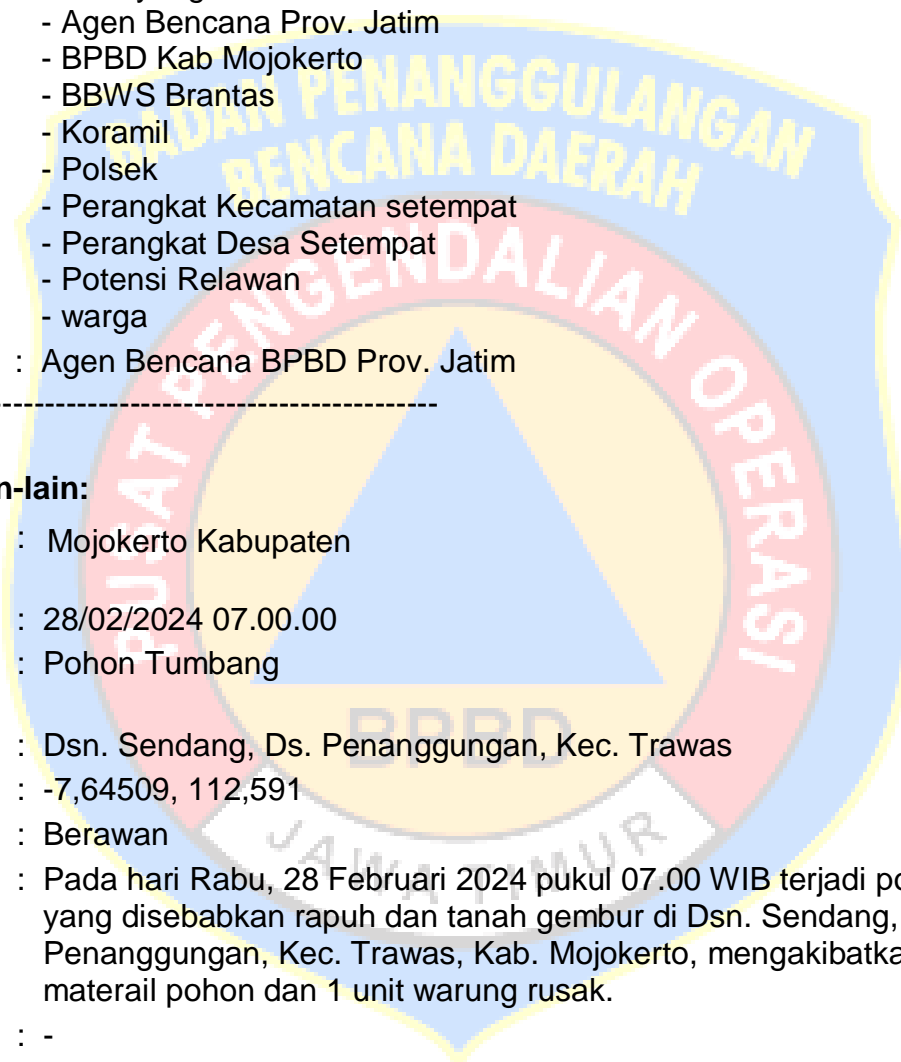 - Agen Bencana Prov. Jatim
- BPBD Kab Mojokerto
- BBWS Brantas
- Koramil
- Polsek
- Perangkat Kecamatan setempat
- Perangkat Desa Setempat
- Potensi Relawan
- warga
: Agen Bencana BPBD Prov. Jatim
------------------------------------------
n-lain:
: Mojokerto Kabupaten
: 28/02/2024 07.00.00
: Pohon Tumbang
: Dsn. Sendang, Ds. Penanggungan, Kec. Trawas
: -7,64509, 112,591
: Berawan
: Pada hari Rabu, 28 Februari 2024 pukul 07.00 WIB terjadi po
yang disebabkan rapuh dan tanah gembur di Dsn. Sendang,
Penanggungan, Kec. Trawas, Kab. Mojokerto, mengakibatka
materail pohon dan 1 unit warung rusak.
: -
BADAN PENANGGULANGAN
BENCANA DAERAH
PUSAT PENGENDALIAN OPERASI
BPBD
JAWA TIMUR